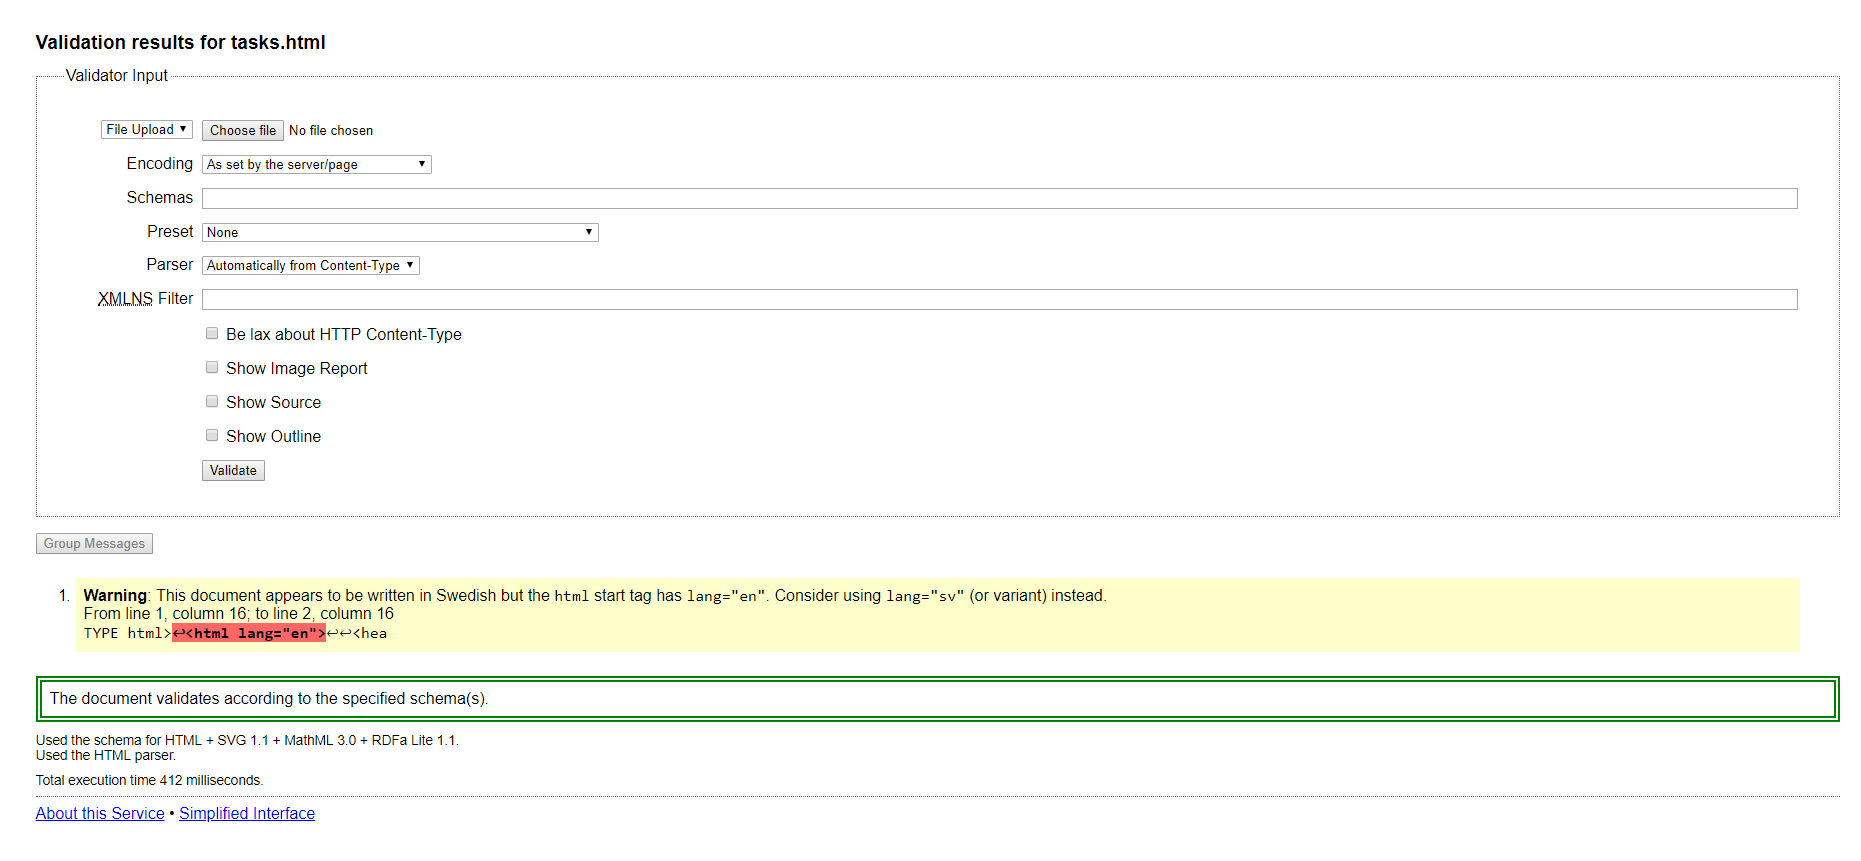 Validation results for tasks.html
Validator Input
File Upload ▼ Choose file No file chosen
Encoding As set by the server/page ▼
Schemas
Preset None ▼
Parser Automatically from Content-Type ▼
XMLNS Filter
Be lax about HTTP Content-Type
Show Image Report
Show Source
Show Outline
Validate
Group Messages
1. Warning: This document appears to be written in Swedish but the html start tag has lang="en". Consider using lang="sv" (or variant) instead.
From line 1, column 16; to line 2, column 16
TYPE html>↩<html lang="en">↩↩<hea
The document validates according to the specified schema(s).
Used the schema for HTML + SVG 1.1 + MathML 3.0 + RDFa Lite 1.1.
Used the HTML parser.
Total execution time 412 milliseconds.
About this Service • Simplified Interface